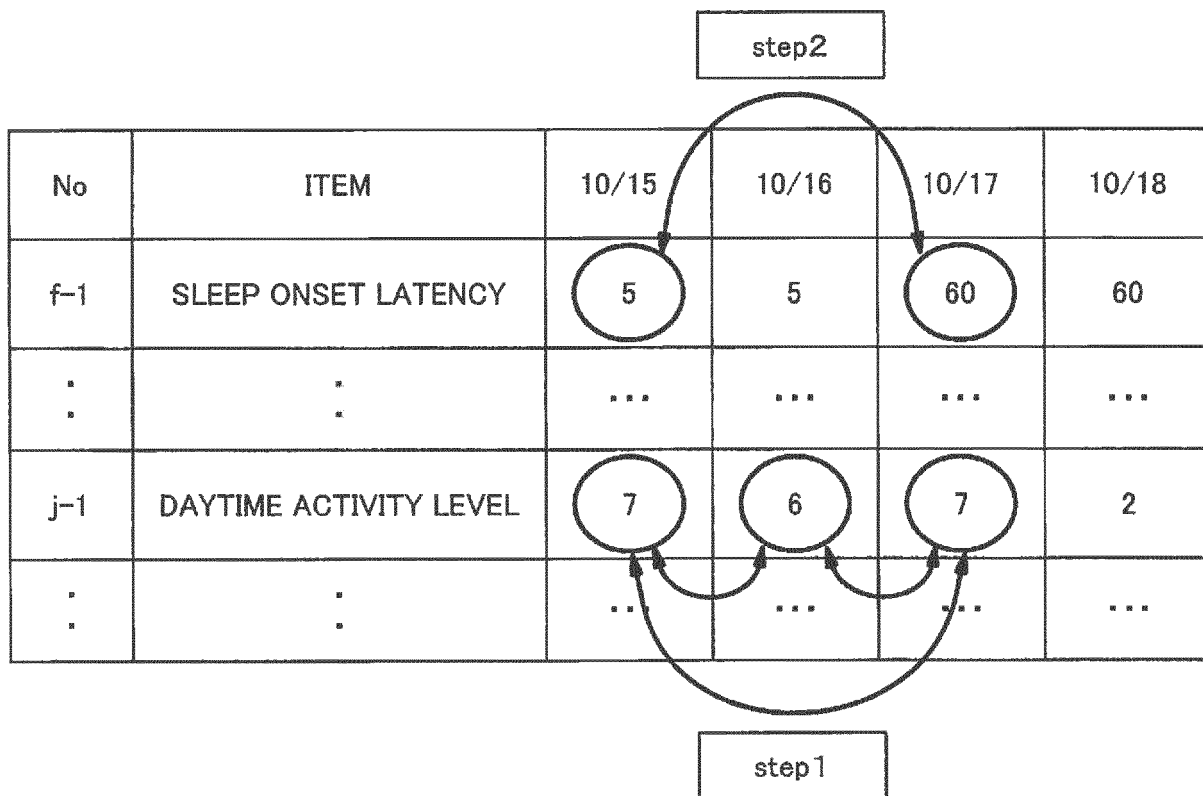 step2
No ITEM 10/15 10/16 10/17 10/18
f-1 SLEEP ONSET LATENCY 5 5 60 60
: : ... ... ... ...
j-1 DAYTIME ACTIVITY LEVEL 7 6 7 2
: : ... ... ... ...
step1